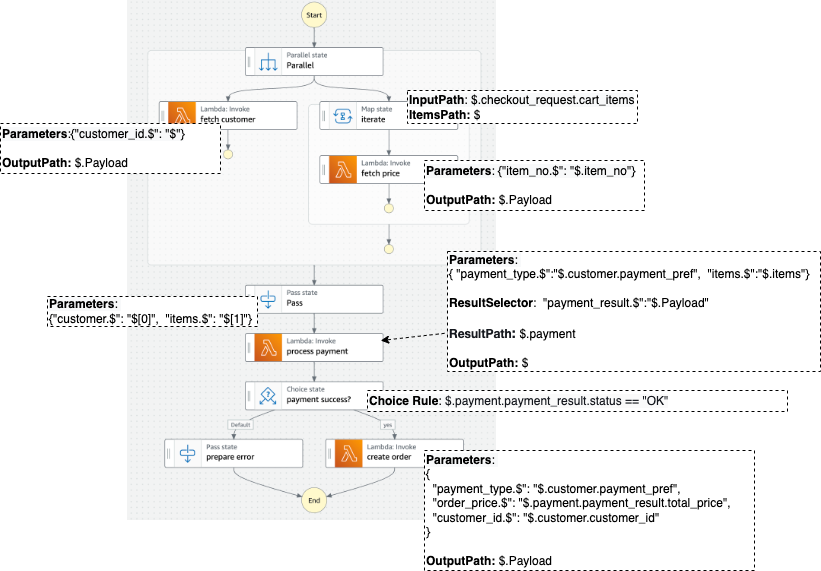 Start
Parallel state
Parallel
Lambda: Invoke
fetch customer
Map state
iterate
InputPath: $.checkout_request.cart_items
ItemsPath: $
Parameters:{"customer_id.$": "$"}
OutputPath: $.Payload
Lambda: Invoke
fetch price
Parameters: {"item_no.$": "$.item_no"}
OutputPath: $.Payload
Parameters:
{ "payment_type.$":"$.customer.payment_pref", "items.$":"$.items"}
ResultSelector: "payment_result.$":"$.Payload"
ResultPath: $.payment
OutputPath: $
Pass state
Pass
Parameters:
{"customer.$": "$[0]", "items.$": "$[1]"}
Lambda: Invoke
process payment
Choice state
payment success?
Choice Rule: $.payment.payment_result.status == "OK"
Default
yes
Pass state
prepare error
Lambda: Invoke
create order
Parameters:
{
"payment_type.$": "$.customer.payment_pref",
"order_price.$": "$.payment.payment_result.total_price",
"customer_id.$": "$.customer.customer_id"
}
OutputPath: $.Payload
End